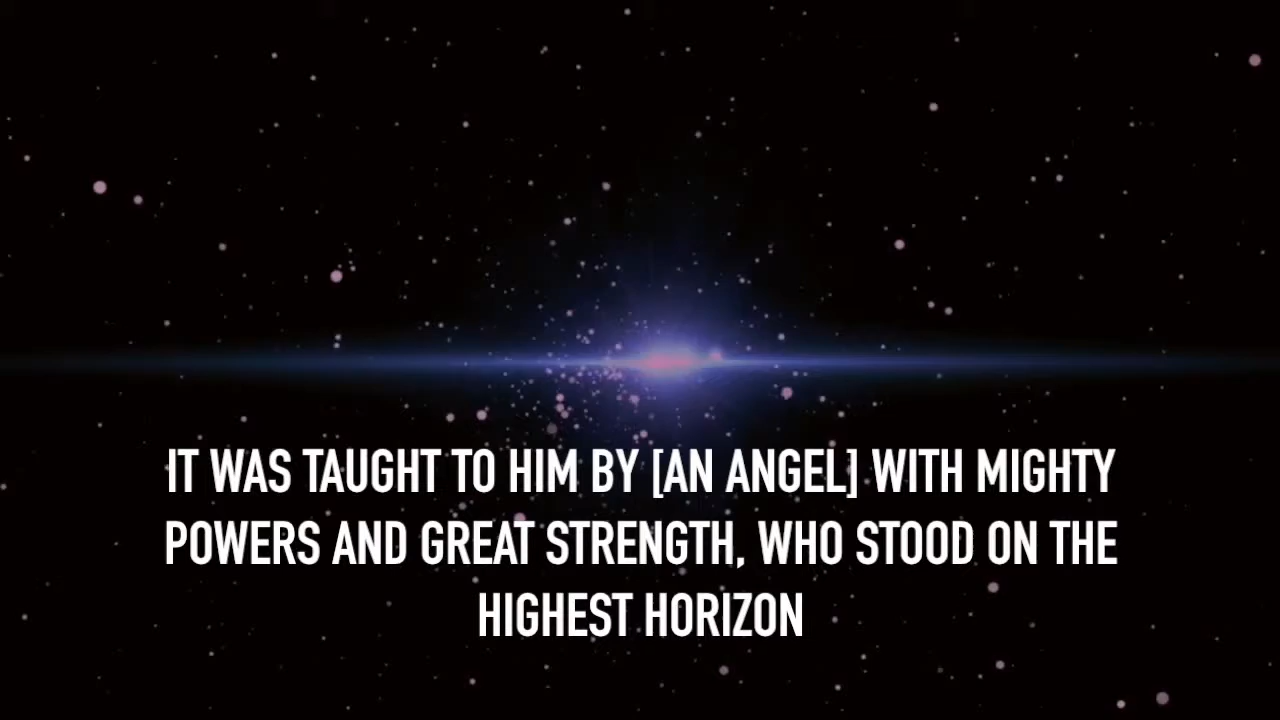 IT WAS TAUGHT TO HIM BY [AN ANGEL] WITH MIGHTY
POWERS AND GREAT STRENGTH, WHO STOOD ON THE
HIGHEST HORIZON